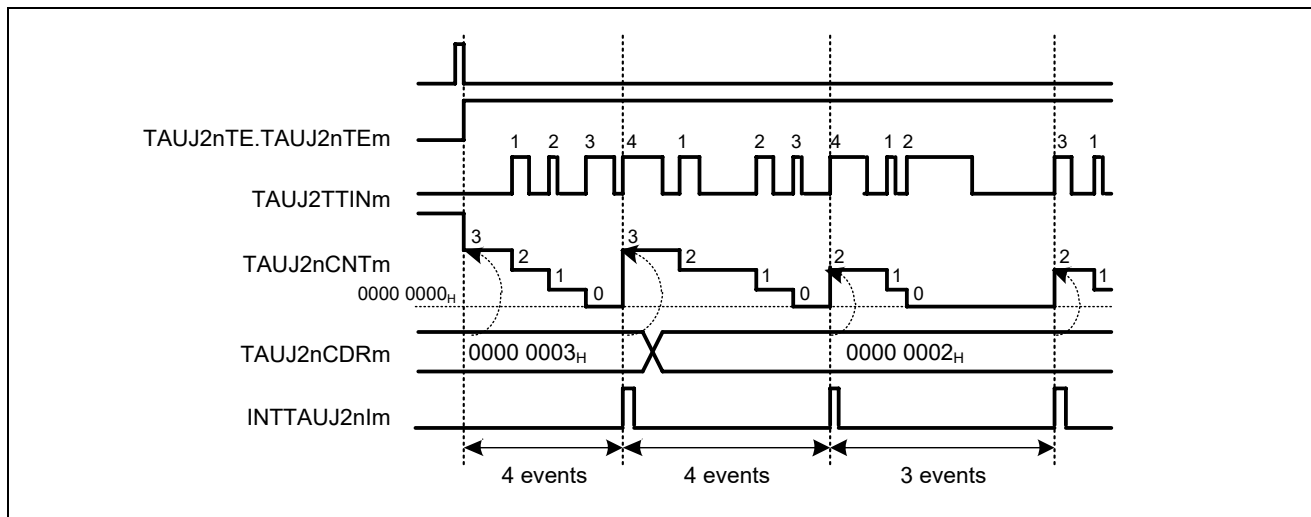 TAUJ2nTE.TAUJ2nTEm
1 2 3 4 1 2 3 4 1 2 3 1
TAUJ2TTINm
3 2 1 0 3 2 1 0 2 1 0 2 1
TAUJ2nCNTm
0000 0000H
TAUJ2nCDRm 0000 0003H 0000 0002H
INTTAUJ2nIm
4 events 4 events 3 events